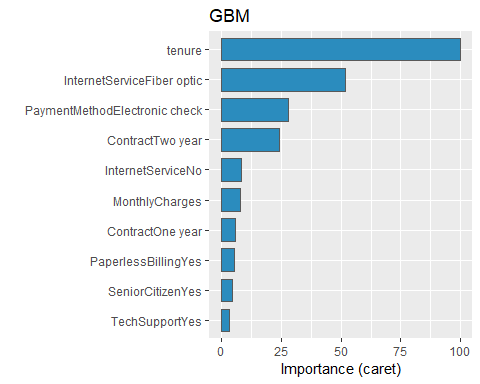 GBM
tenure
InternetServiceFiber optic
PaymentMethodElectronic check
ContractTwo year
InternetServiceNo
MonthlyCharges
ContractOne year
PaperlessBillingYes
SeniorCitizenYes
TechSupportYes
0 25 50 75 100
Importance (caret)